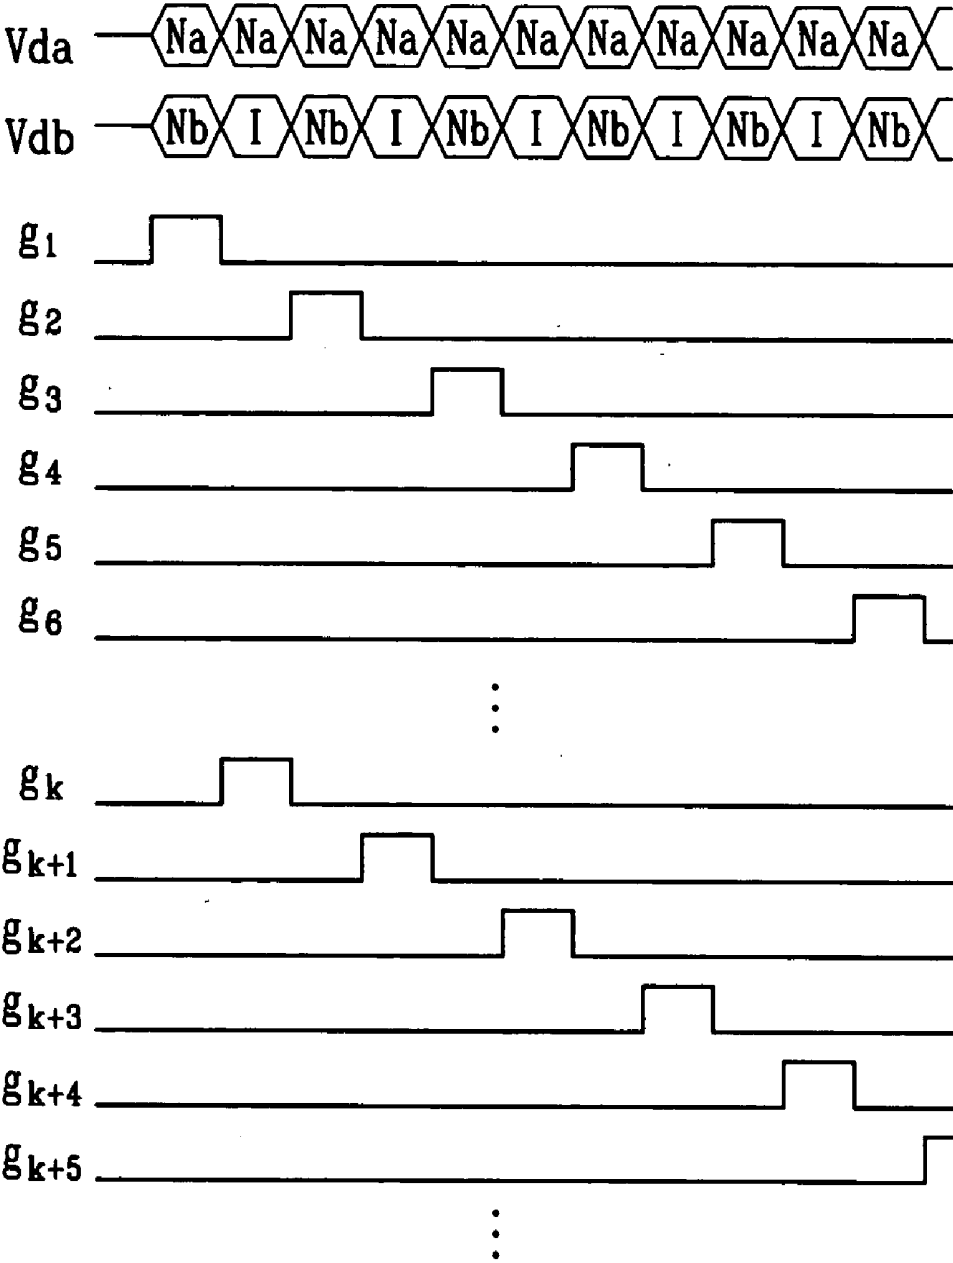 Vda Na Na Na Na Na Na Na Na Na Na Na
Vdb Nb I Nb I Nb I Nb I Nb I Nb
g1
g2
g3
g4
g5
g6
gk
gk+1
gk+2
gk+3
gk+4
gk+5